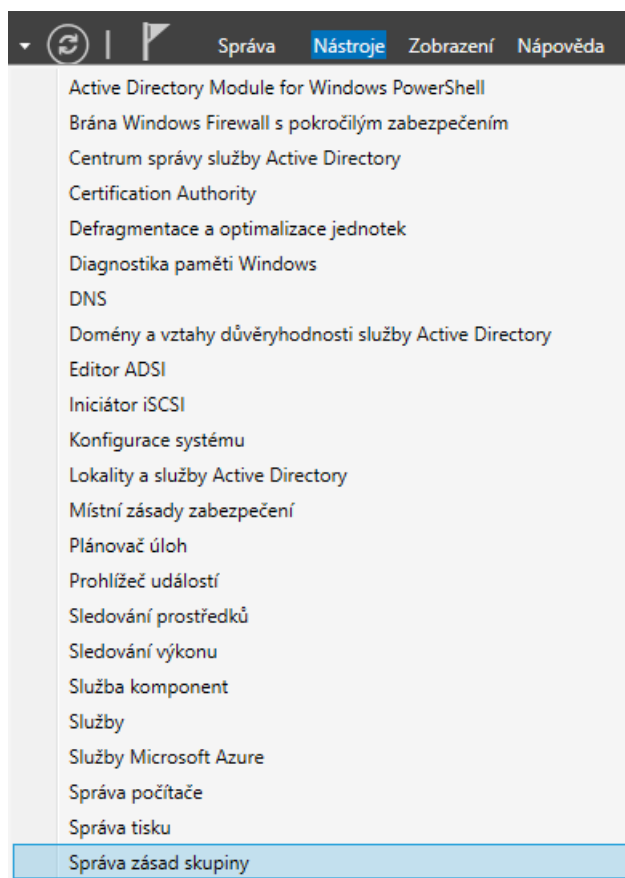 Správa Nástroje Zobrazení Nápověda
Active Directory Module for Windows PowerShell
Brána Windows Firewall s pokročilým zabezpečením
Centrum správy služby Active Directory
Certification Authority
Defragmentace a optimalizace jednotek
Diagnostika paměti Windows
DNS
Domény a vztahy důvěryhodnosti služby Active Directory
Editor ADSI
Iniciátor iSCSI
Konfigurace systému
Lokality a služby Active Directory
Místní zásady zabezpečení
Plánovač úloh
Prohlížeč událostí
Sledování prostředků
Sledování výkonu
Služba komponent
Služby
Služby Microsoft Azure
Správa počítače
Správa tisku
Správa zásad skupiny